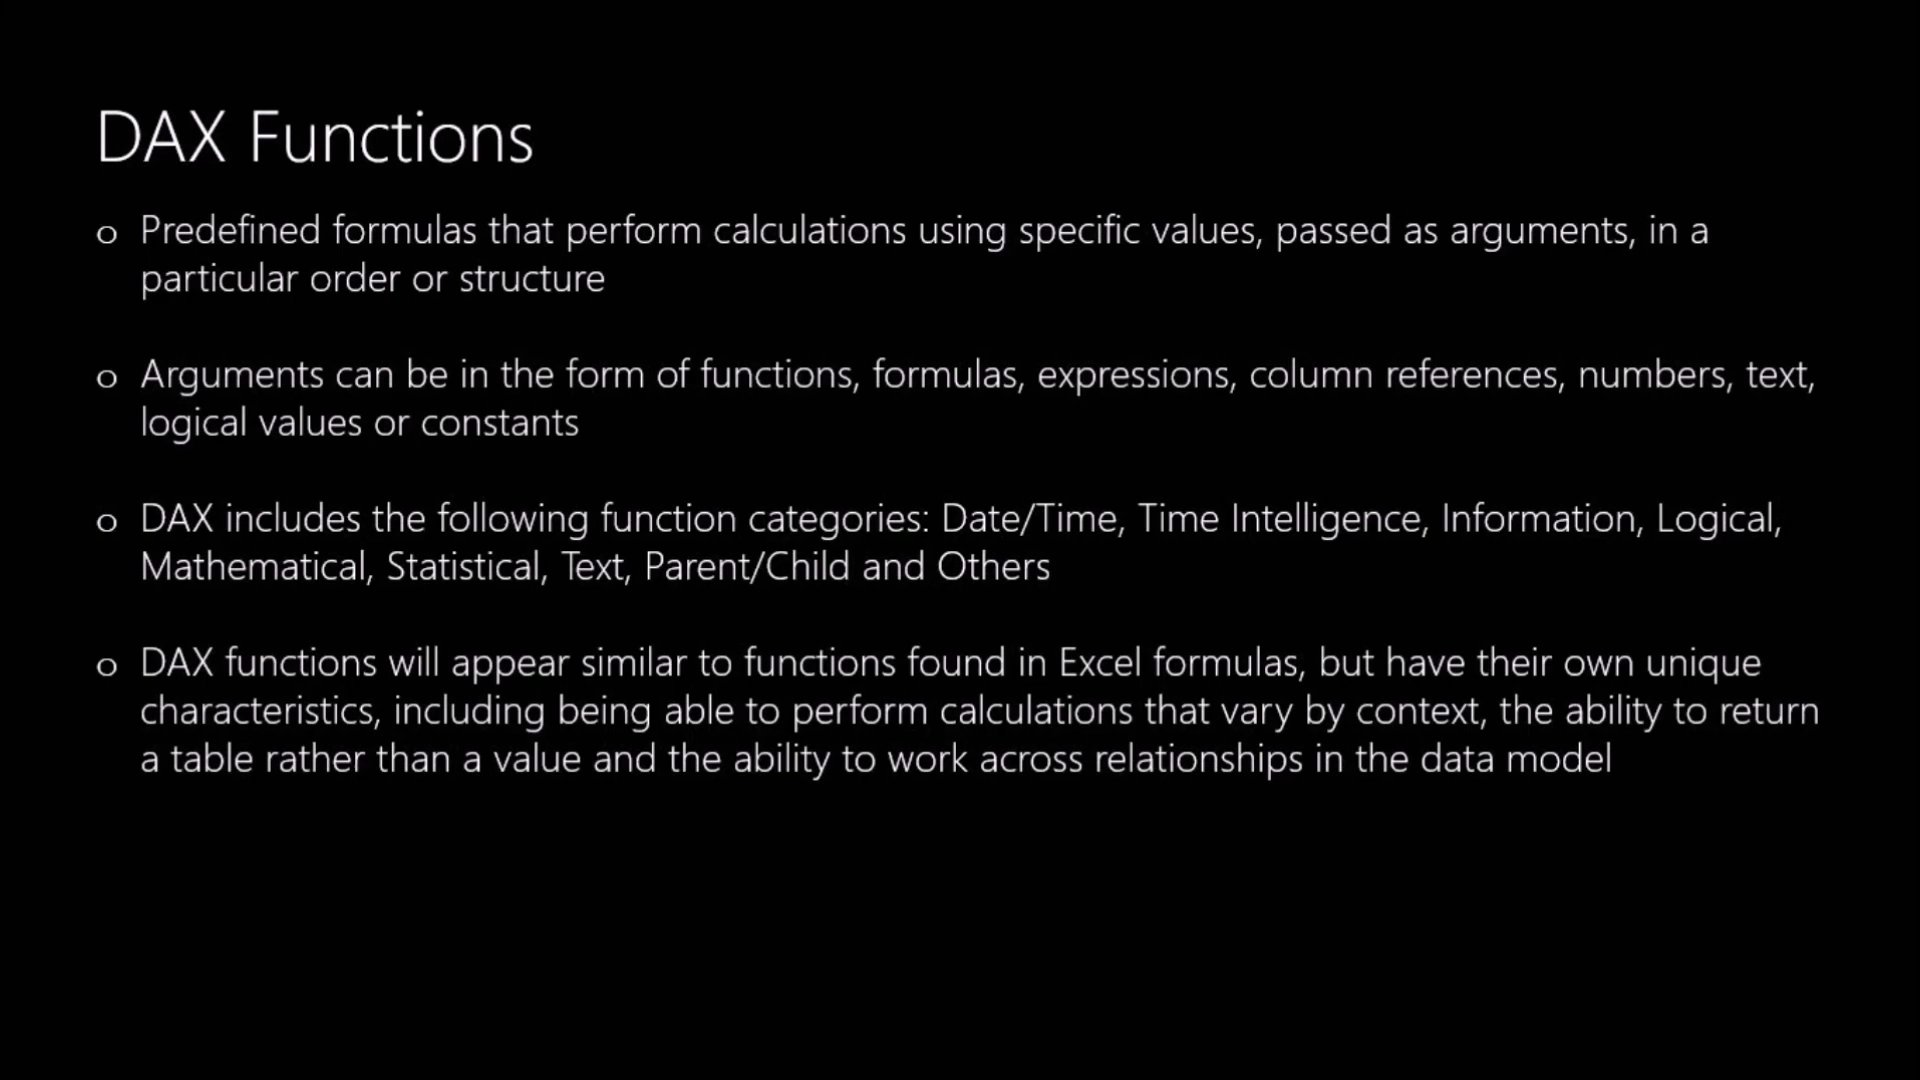 DAX Functions
o Predefined formulas that perform calculations using specific values, passed as arguments, in a
particular order or structure
o Arguments can be in the form of functions, formulas, expressions, column references, numbers, text,
logical values or constants
o DAX includes the following function categories: Date/Time, Time Intelligence, Information, Logical,
Mathematical, Statistical, Text, Parent/Child and Others
o DAX functions will appear similar to functions found in Excel formulas, but have their own unique
characteristics, including being able to perform calculations that vary by context, the ability to return
a table rather than a value and the ability to work across relationships in the data model